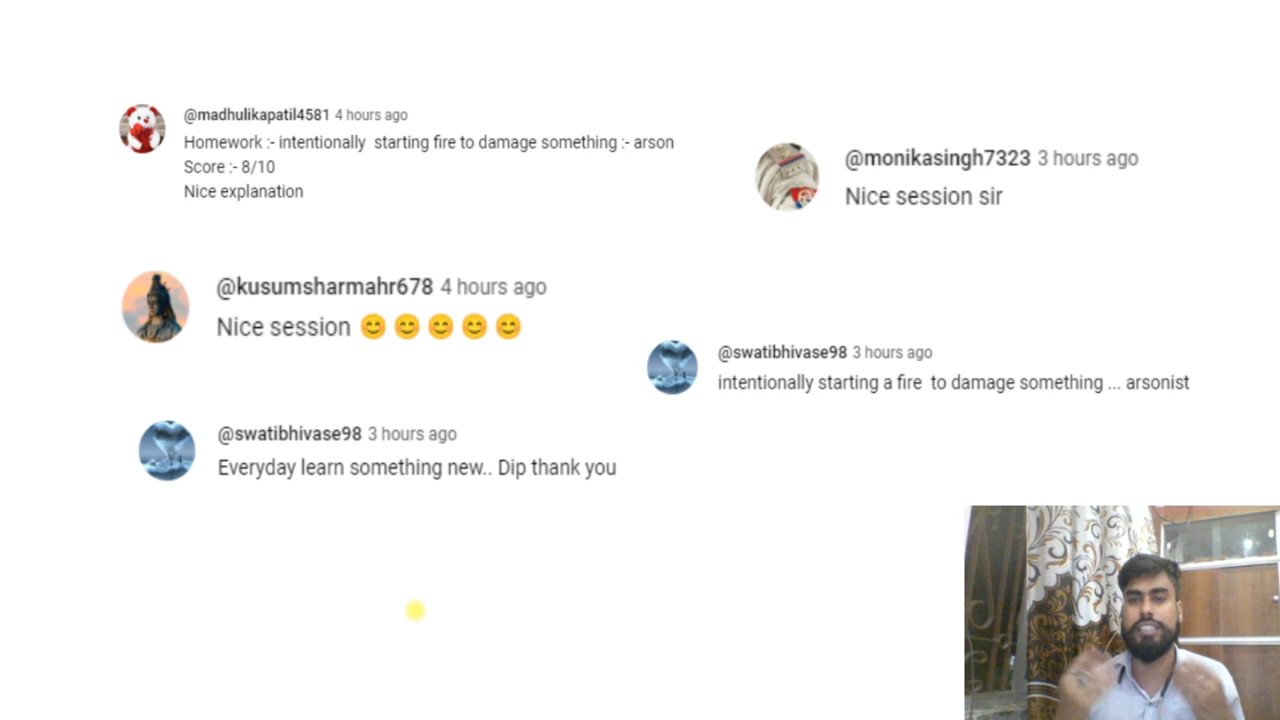 @madhulikapatil4581 4 hours ago
Homework :- intentionally  starting fire to damage something :- arson
Score :- 8/10
Nice explanation
@monikasingh7323 3 hours ago
Nice session sir
@kusumsharmahr678 4 hours ago
Nice session 😊😊😊😊😊
@swatibhivase98 3 hours ago
intentionally starting a fire  to damage something ... arsonist
@swatibhivase98 3 hours ago
Everyday learn something new.. Dip thank you